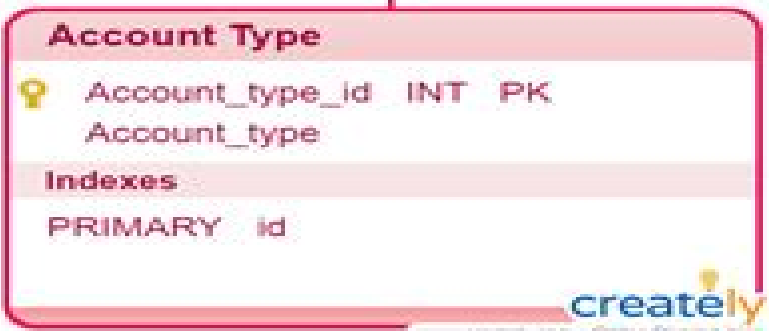 Account Type
Account_type_id INT PK
Account_type
Indexes
PRIMARY id
creately